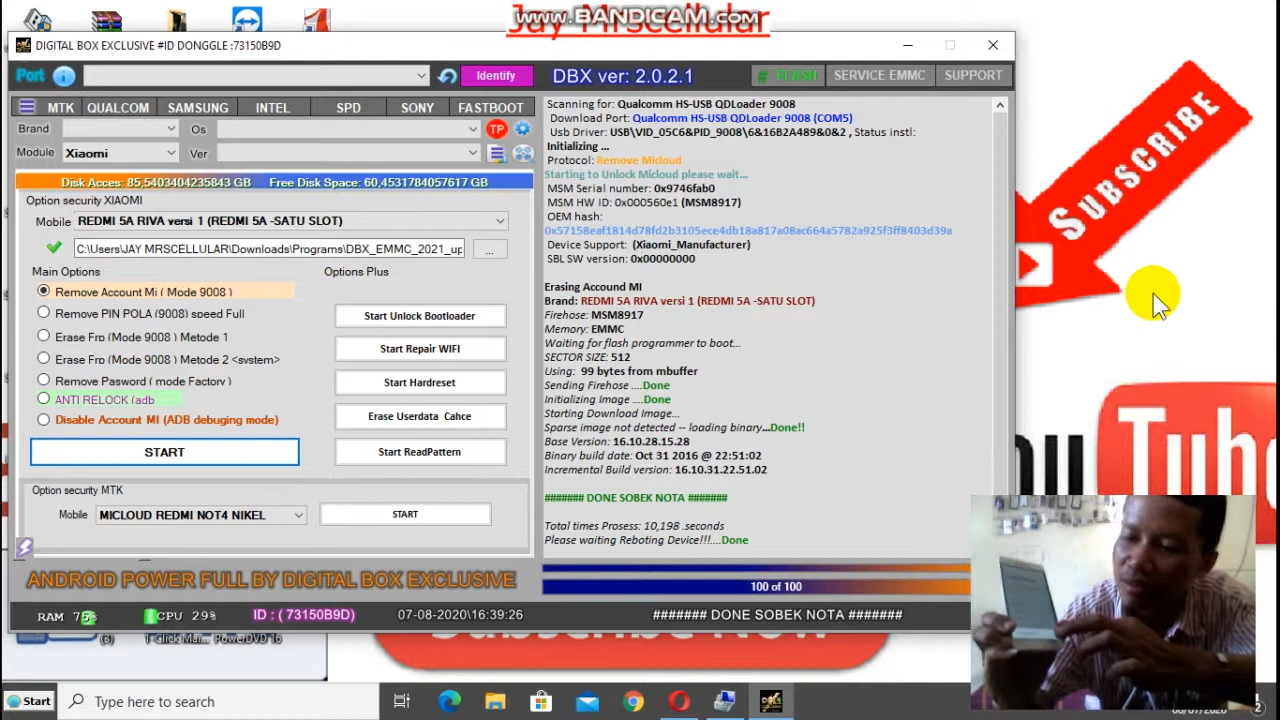 Jay Mrscellular
www.BANDICAM.com
DIGITAL BOX EXCLUSIVE #ID DONGGLE :73150B9D
Port
Identify
DBX ver: 2.0.2.1
# FLASH
SERVICE EMMC
SUPPORT
MTK
QUALCOM
SAMSUNG
INTEL
SPD
SONY
FASTBOOT
Brand
Os
TP
Module
Xiaomi
Ver
Disk Acces: 85,5403404235843 GB
Free Disk Space: 60,4531784057617 GB
Option security XIAOMI
Mobile
REDMI 5A RIVA versi 1 (REDMI 5A -SATU SLOT)
C:\Users\JAY MRSCELLULAR\Downloads\Programs\DBX_EMMC_2021_up
...
Main Options
Options Plus
Remove Account Mi ( Mode 9008 )
Remove PIN POLA (9008) speed Full
Erase Frp (Mode 9008 ) Metode 1
Erase Frp (Mode 9008 ) Metode 2 <system>
Remove Pasword ( mode Factory )
ANTI RELOCK (adb
Disable Account MI (ADB debuging mode)
START
Start Unlock Bootloader
Start Repair WIFI
Start Hardreset
Erase Userdata Cahce
Start ReadPattern
Option security MTK
Mobile
MICLOUD REDMI NOT4 NIKEL
START
ANDROID POWER FULL BY DIGITAL BOX EXCLUSIVE
Scanning for: Qualcomm HS-USB QDLoader 9008
Download Port: Qualcomm HS-USB QDLoader 9008 (COM5)
Usb Driver: USB\VID_05C6&PID_9008\6&16B2A489&0&2 , Status instl:
Initializing ...
Protocol: Remove Micloud
Starting to Unlock Micloud please wait...
MSM Serial number: 0x9746fab0
MSM HW ID: 0x000560e1 (MSM8917)
OEM hash:
0x57158eaf1814d78fd2b3105ece4db18a817a08ac664a5782a925f3ff8403d39a
Device Support: (Xiaomi_Manufacturer)
SBL SW version: 0x00000000
Erasing Accound MI
Brand: REDMI 5A RIVA versi 1 (REDMI 5A -SATU SLOT)
Firehose: MSM8917
Memory: EMMC
Waiting for flash programmer to boot...
SECTOR SIZE: 512
Using: 99 bytes from mbuffer
Sending Firehose ....Done
Initializing Image ....Done
Starting Download Image...
Sparse image not detected -- loading binary...Done!!
Base Version: 16.10.28.15.28
Binary build date: Oct 31 2016 @ 22:51:02
Incremental Build version: 16.10.31.22.51.02
####### DONE SOBEK NOTA #######
Total times Prosess: 10,198 .seconds
Please waiting Reboting Device!!!....Done
100 of 100
RAM
CPU 29%
ID : ( 73150B9D)
07-08-2020\16:39:26
####### DONE SOBEK NOTA #######
SUBSCRIBE
You Tube
Subscribe Now
(3)
1 Click Mai...
PowerDVD 16
Start
Type here to search